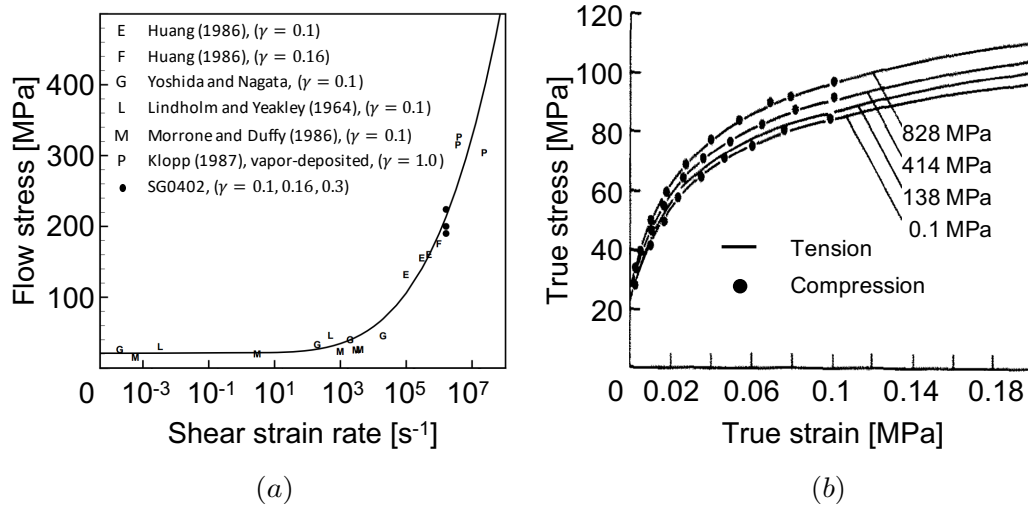 Flow stress [MPa]
400
300
200
100
0
E Huang (1986), (γ = 0.1)
F Huang (1986), (γ = 0.16)
G Yoshida and Nagata, (γ = 0.1)
L Lindholm and Yeakley (1964), (γ = 0.1)
M Morrone and Duffy (1986), (γ = 0.1)
P Klopp (1987), vapor-deposited, (γ = 1.0)
SG0402, (γ = 0.1, 0.16, 0.3)
G M L M G L M G M M G E E E F P P P
10⁻³ 10⁻¹ 10¹ 10³ 10⁵ 10⁷
Shear strain rate [s⁻¹]
(a)
True stress [MPa]
120
100
80
60
40
20
0 0.02 0.06 0.1 0.14 0.18
828 MPa
414 MPa
138 MPa
0.1 MPa
Tension
Compression
True strain [MPa]
(b)